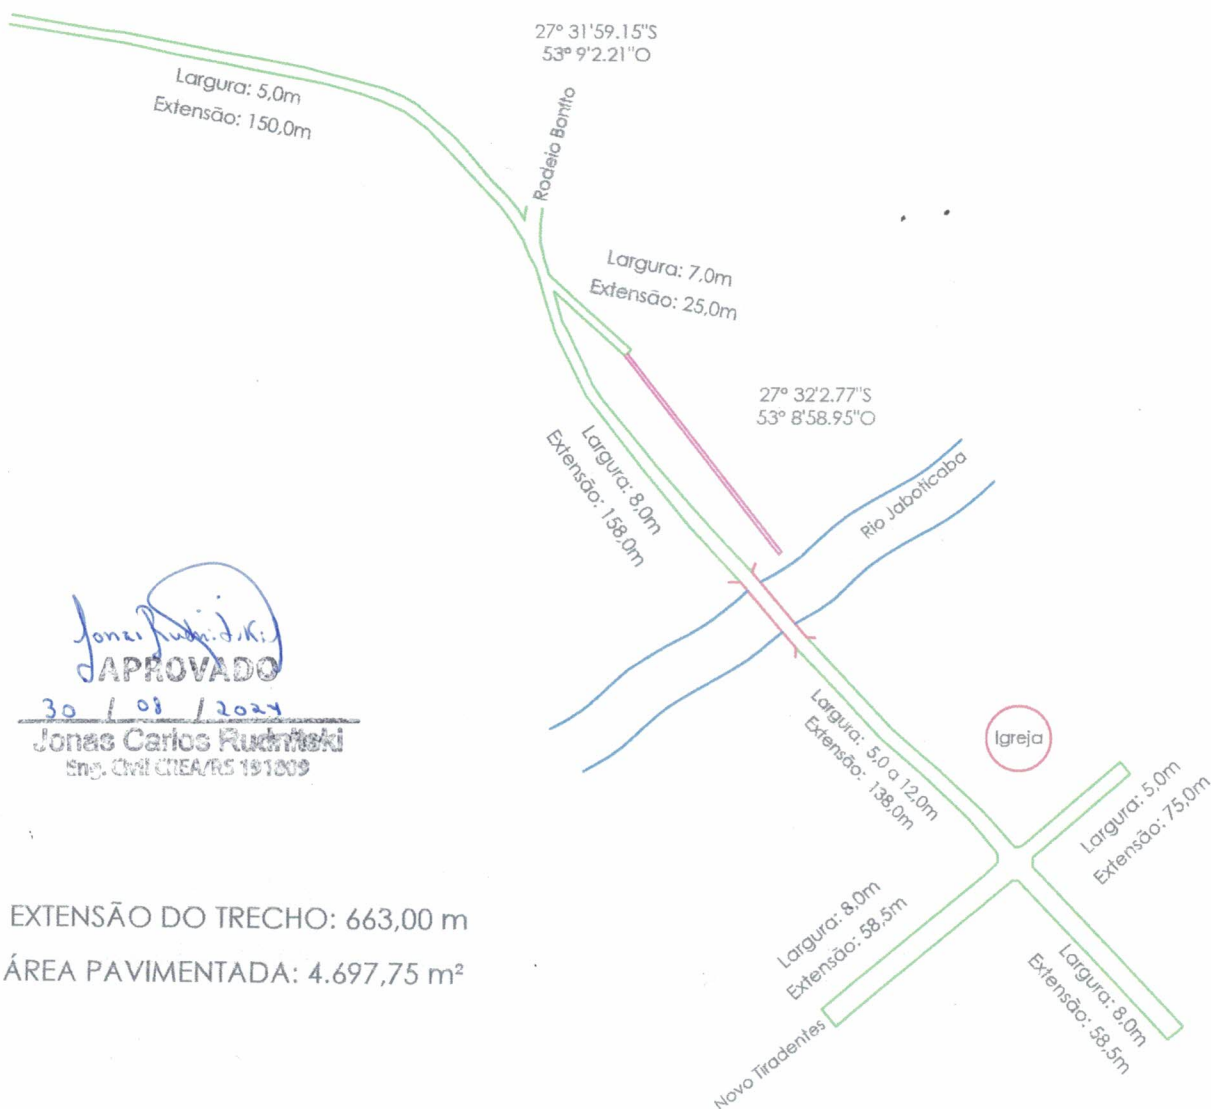 27° 31'59.15"S
53° 9'2.21"O
Largura: 5,0m
Extensão: 150,0m
Rodeio Bonito
Largura: 7,0m
Extensão: 25,0m
27° 32'2.77"S
53° 8'58.95"O
Largura: 8,0m
Extensão: 158,0m
Rio Jaboticaba
APROVADO
30 / 08 / 2024
Jonas Carlos Rudnitski
Eng. Civil CREA/RS 191809
Largura: 5,0 a 12,0m
Extensão: 138,0m
Igreja
Largura: 5,0m
Extensão: 75,0m
Largura: 8,0m
Extensão: 58,5m
Largura: 8,0m
Extensão: 58,5m
Novo Tiradentes
EXTENSÃO DO TRECHO: 663,00 m
ÁREA PAVIMENTADA: 4.697,75 m²